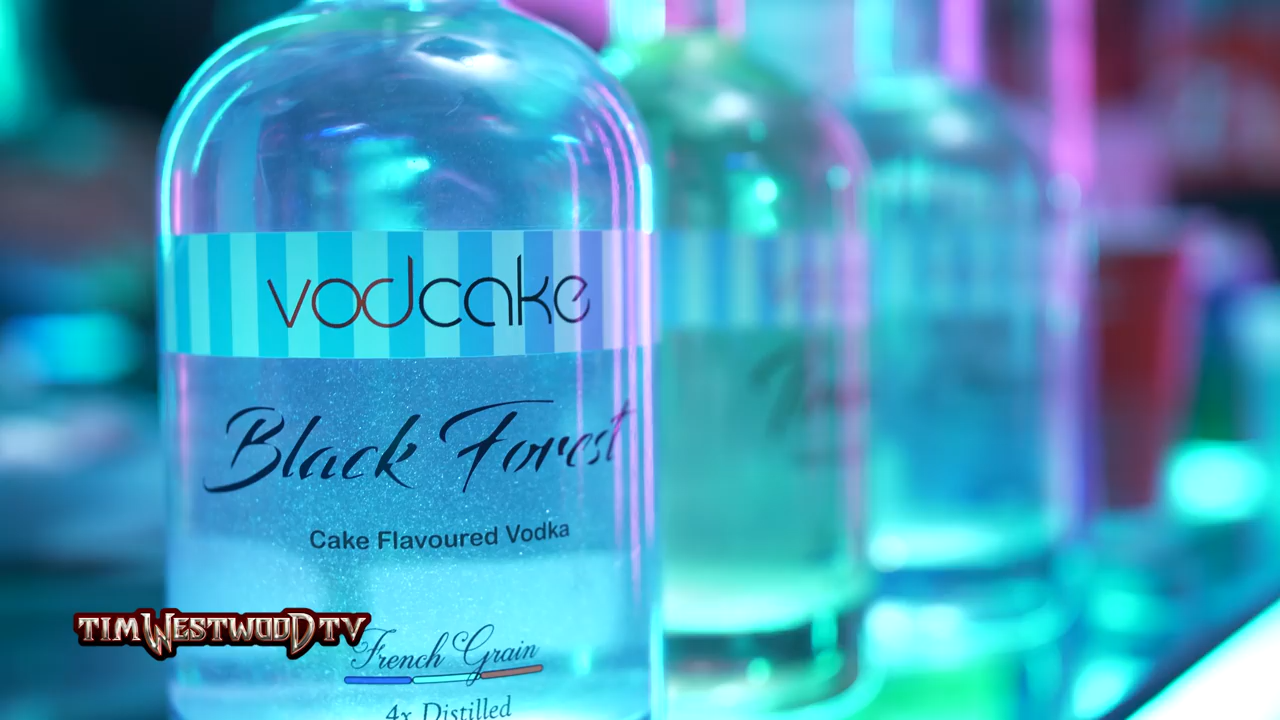 vodcake
Black Forest
Cake Flavoured Vodka
TIMWESTWOODTV
French Grain
4x Distilled